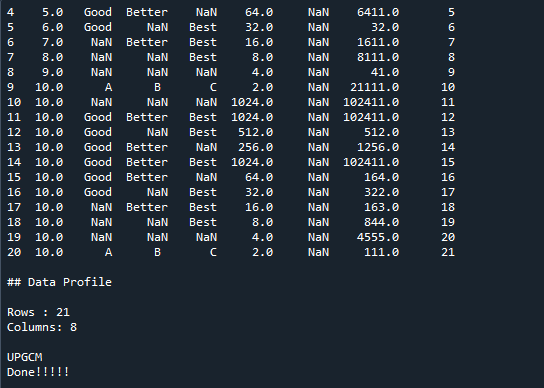 4 5.0 Good Better NaN 64.0 NaN 6411.0 5
5 6.0 Good NaN Best 32.0 NaN 32.0 6
6 7.0 NaN Better Best 16.0 NaN 1611.0 7
7 8.0 NaN NaN Best 8.0 NaN 8111.0 8
8 9.0 NaN NaN NaN 4.0 NaN 41.0 9
9 10.0 A B C 2.0 NaN 21111.0 10
10 10.0 NaN NaN NaN 1024.0 NaN 102411.0 11
11 10.0 Good Better Best 1024.0 NaN 102411.0 12
12 10.0 Good NaN Best 512.0 NaN 512.0 13
13 10.0 Good Better Best 256.0 NaN 1256.0 14
14 10.0 Good Better Best 1024.0 NaN 102411.0 15
15 10.0 Good Better NaN 64.0 NaN 164.0 16
16 10.0 Good NaN Best 32.0 NaN 322.0 17
17 10.0 NaN Better Best 16.0 NaN 163.0 18
18 10.0 NaN NaN Best 8.0 NaN 844.0 19
19 10.0 NaN NaN NaN 4.0 NaN 4555.0 20
20 10.0 A B C 2.0 NaN 111.0 21
## Data Profile
Rows : 21
Columns: 8
UPGCM
Done!!!!!